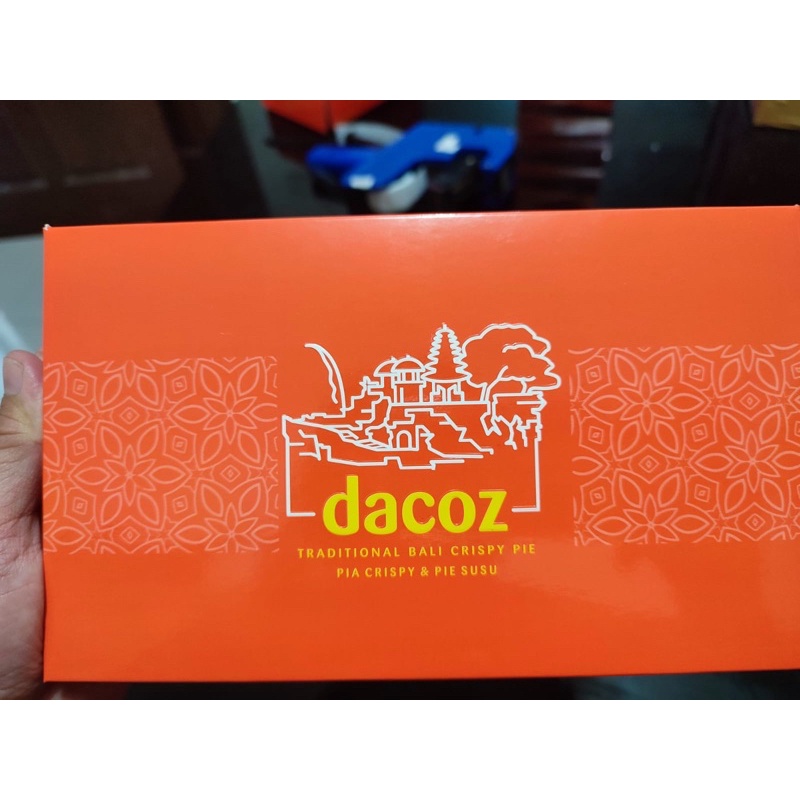 dacoz
TRADITIONAL BALI CRISPY PIE
PIA CRISPY & PIE SUSU